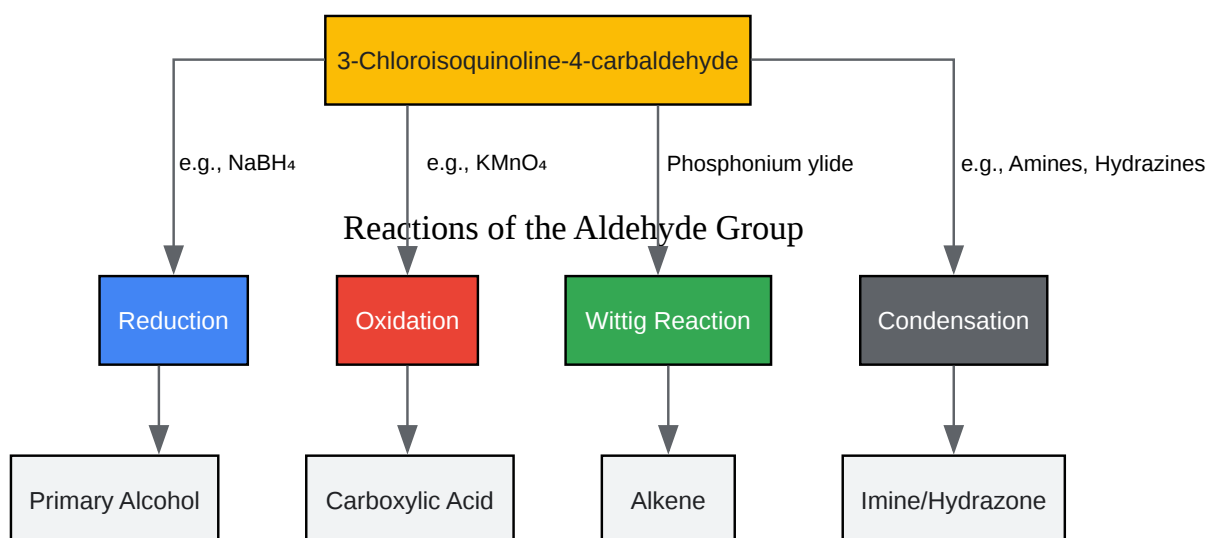 3-Chloroisoquinoline-4-carbaldehyde
e.g., NaBH₄
e.g., KMnO₄
Phosphonium ylide
e.g., Amines, Hydrazines
Reactions of the Aldehyde Group
Reduction
Oxidation
Wittig Reaction
Condensation
Primary Alcohol
Carboxylic Acid
Alkene
Imine/Hydrazone